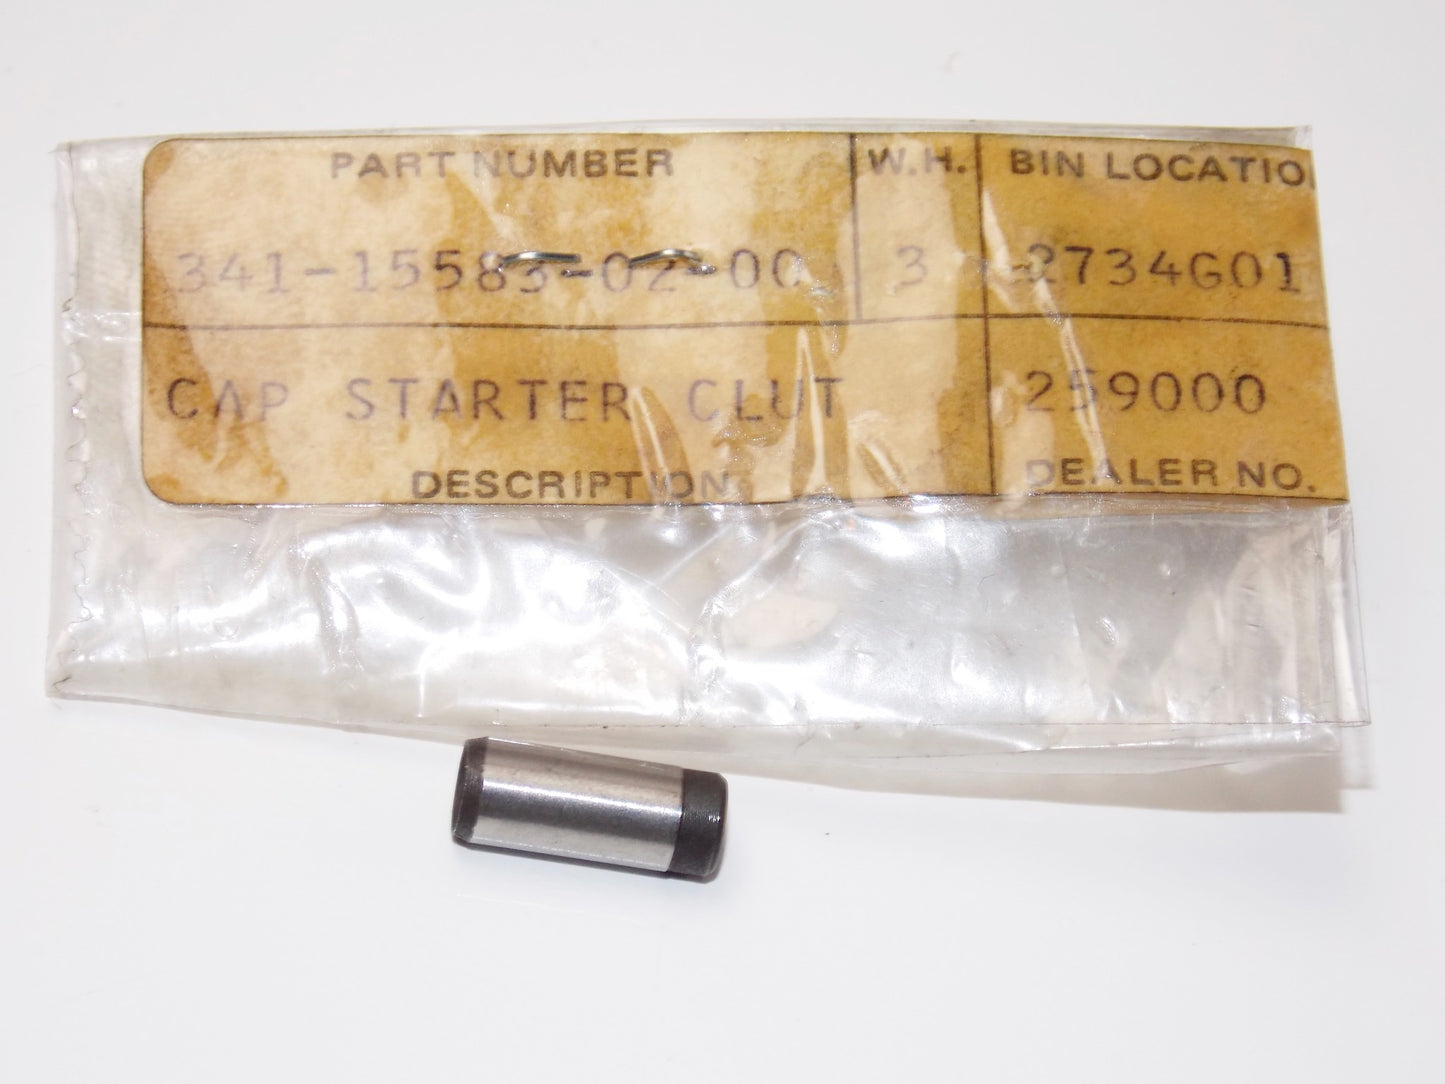 PART NUMBER W.H. BIN LOCATIO
341-15583-02-00 3 2734G01
CAP STARTER CLUT 259000
DESCRIPTION DEALER NO.